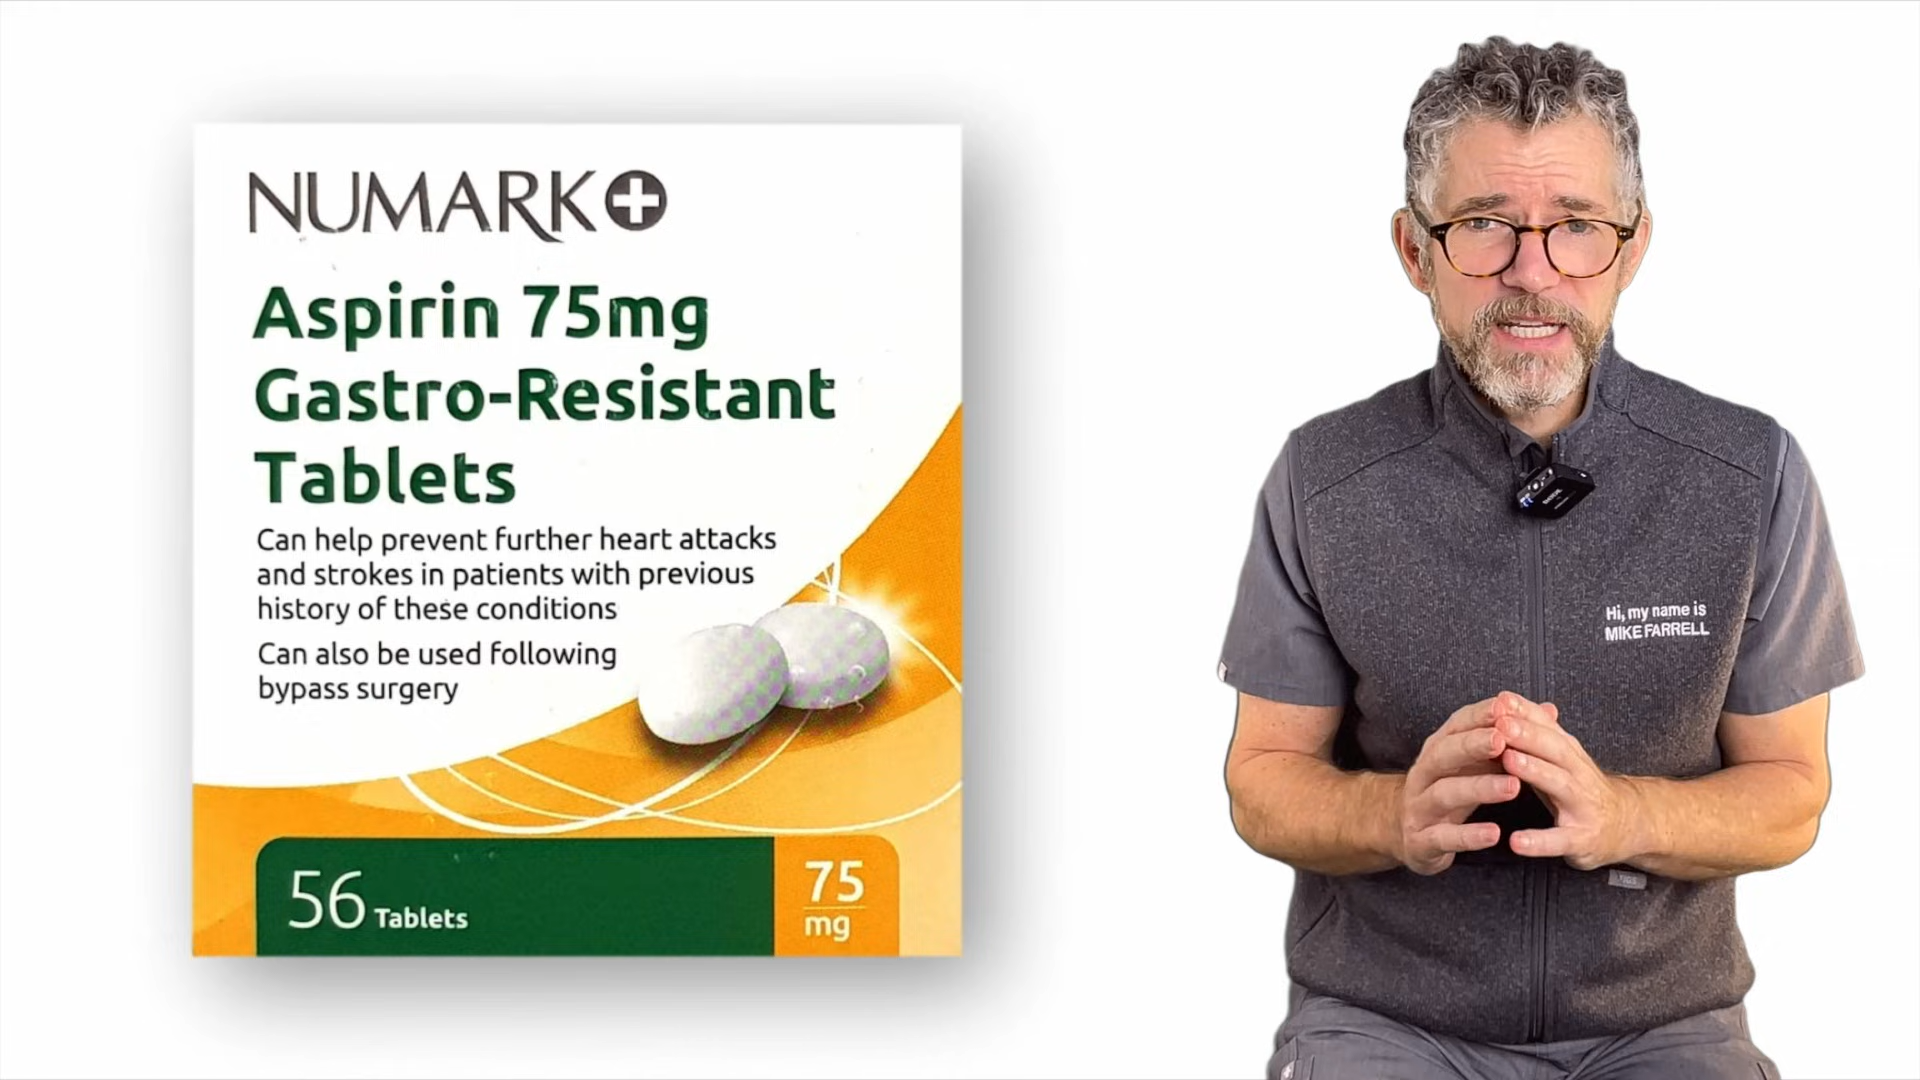 NUMARK
Aspirin 75mg
Gastro-Resistant
Tablets
Can help prevent further heart attacks
and strokes in patients with previous
history of these conditions
Can also be used following
bypass surgery
56 Tablets
75
mg
Hi, my name is
MIKE FARRELL